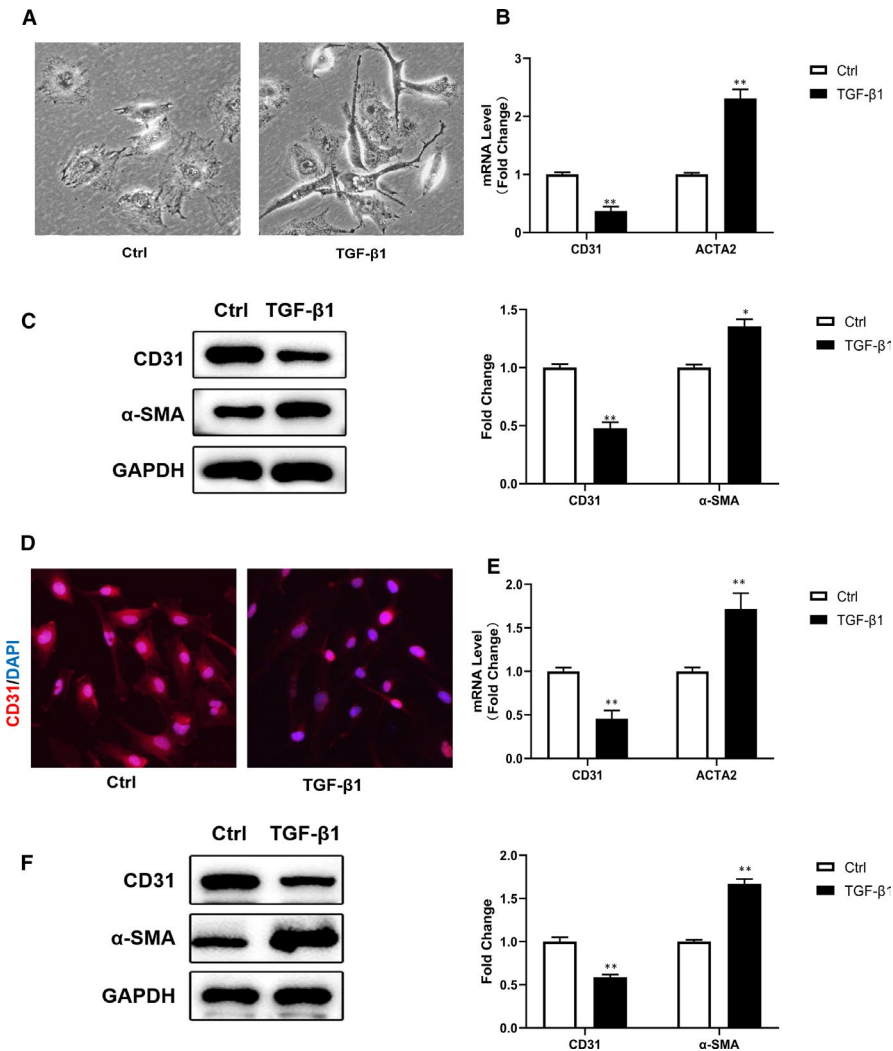 A
Ctrl
TGF-β1
B
mRNA Level
(Fold Change)
3
2
1
0
**
**
CD31
ACTA2
Ctrl
TGF-β1
C
Ctrl TGF-β1
CD31
α-SMA
GAPDH
Fold Change
1.5
1.0
0.5
0.0
**
*
CD31
α-SMA
Ctrl
TGF-β1
D
CD31/DAPI
Ctrl
TGF-β1
E
mRNA Level
(Fold Change)
2.0
1.5
1.0
0.5
0.0
**
**
CD31
ACTA2
Ctrl
TGF-β1
F
Ctrl TGF-β1
CD31
α-SMA
GAPDH
Fold Change
2.0
1.5
1.0
0.5
0.0
**
**
CD31
α-SMA
Ctrl
TGF-β1